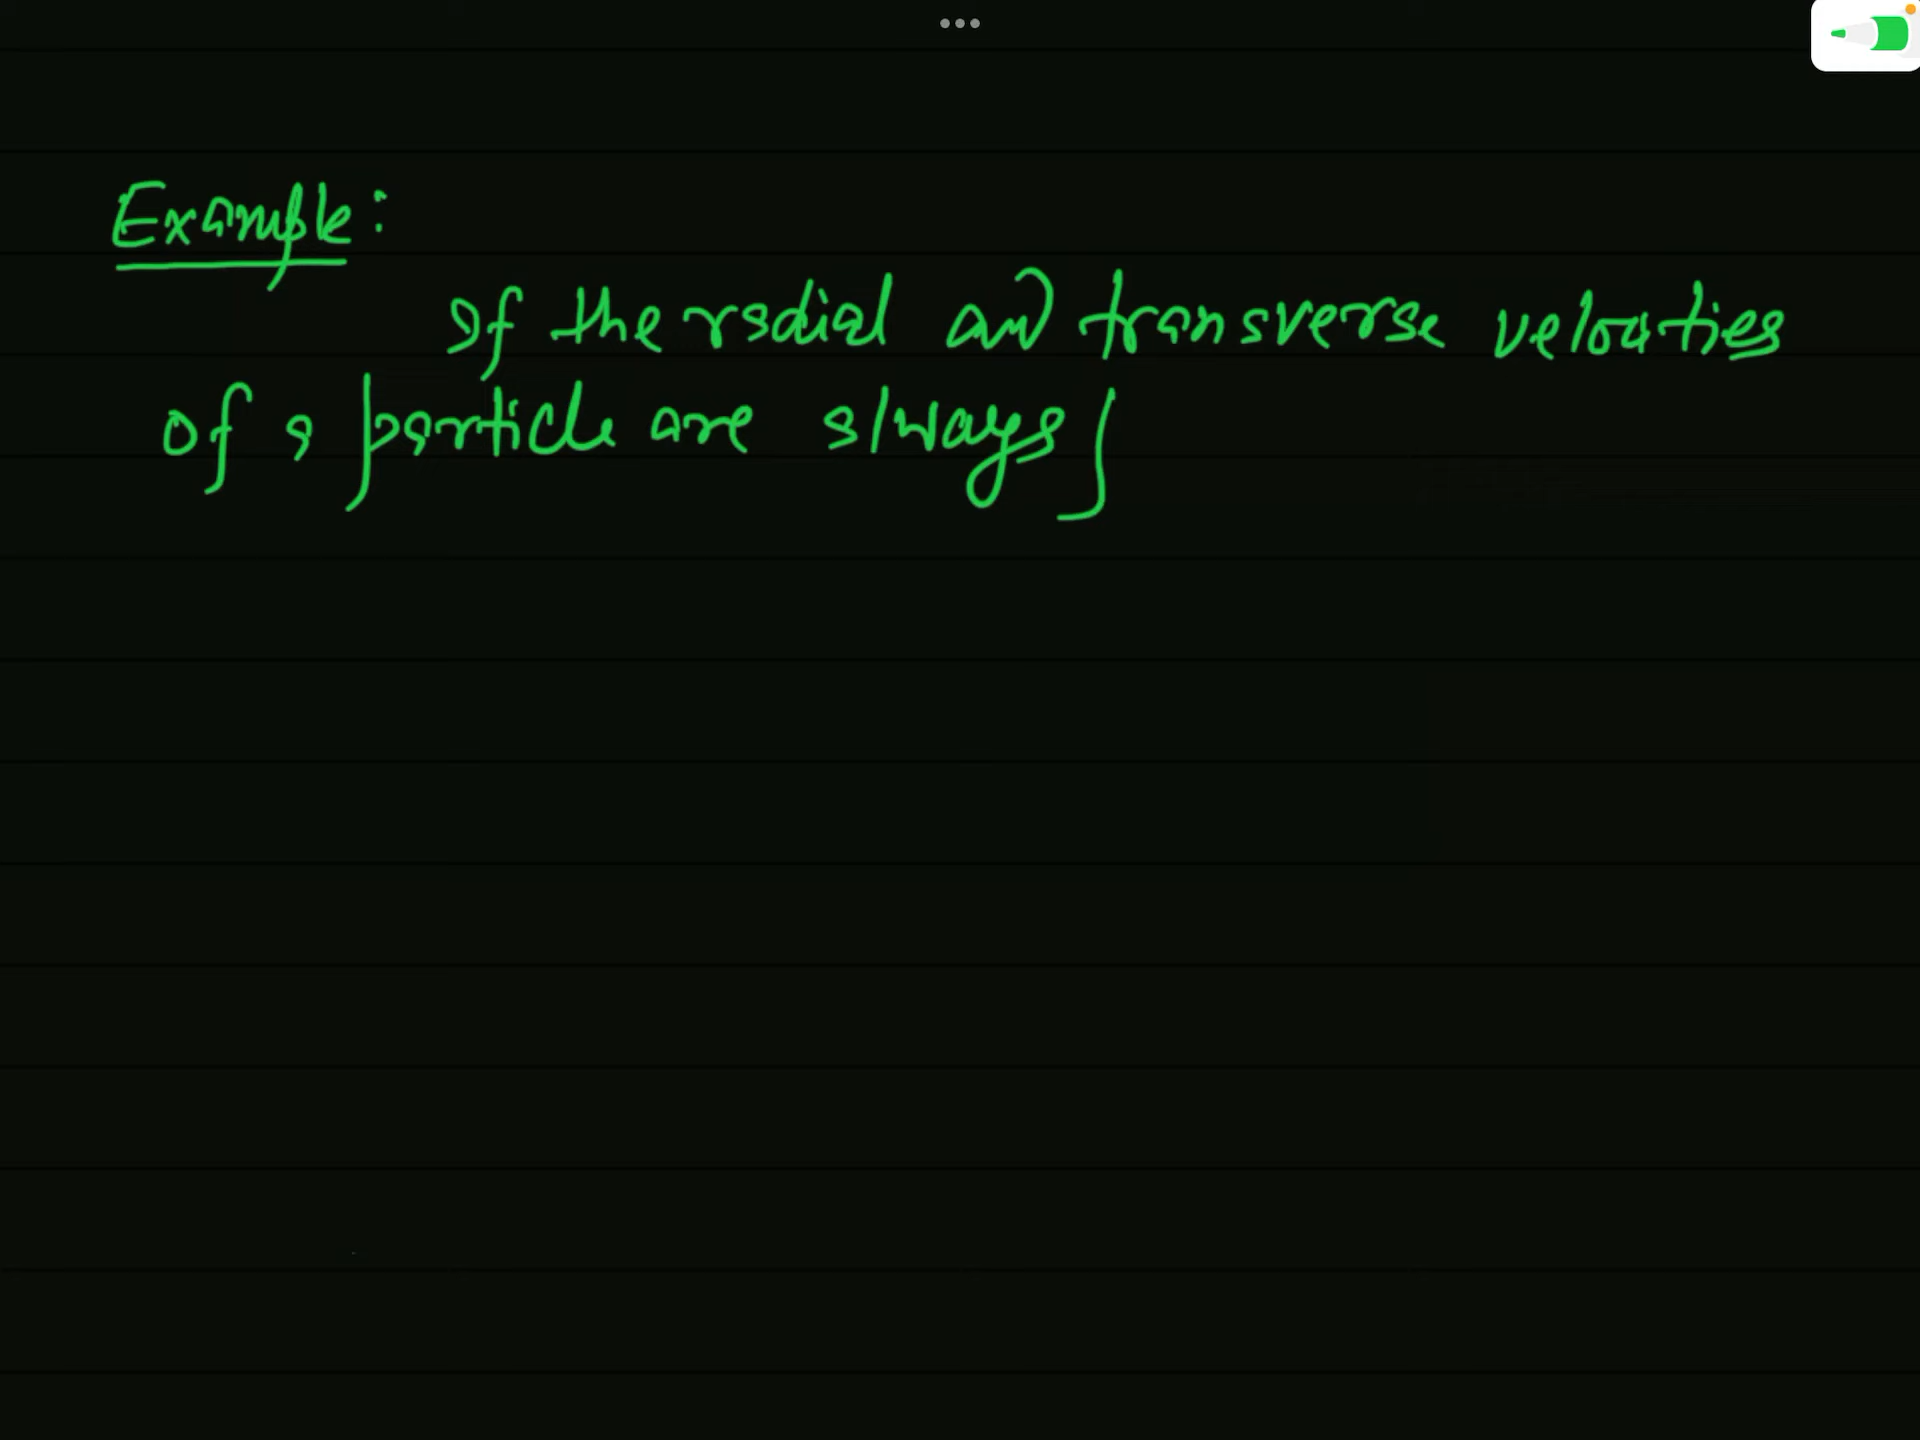 Example:
If the radial and transverse velocities
of a particle are always